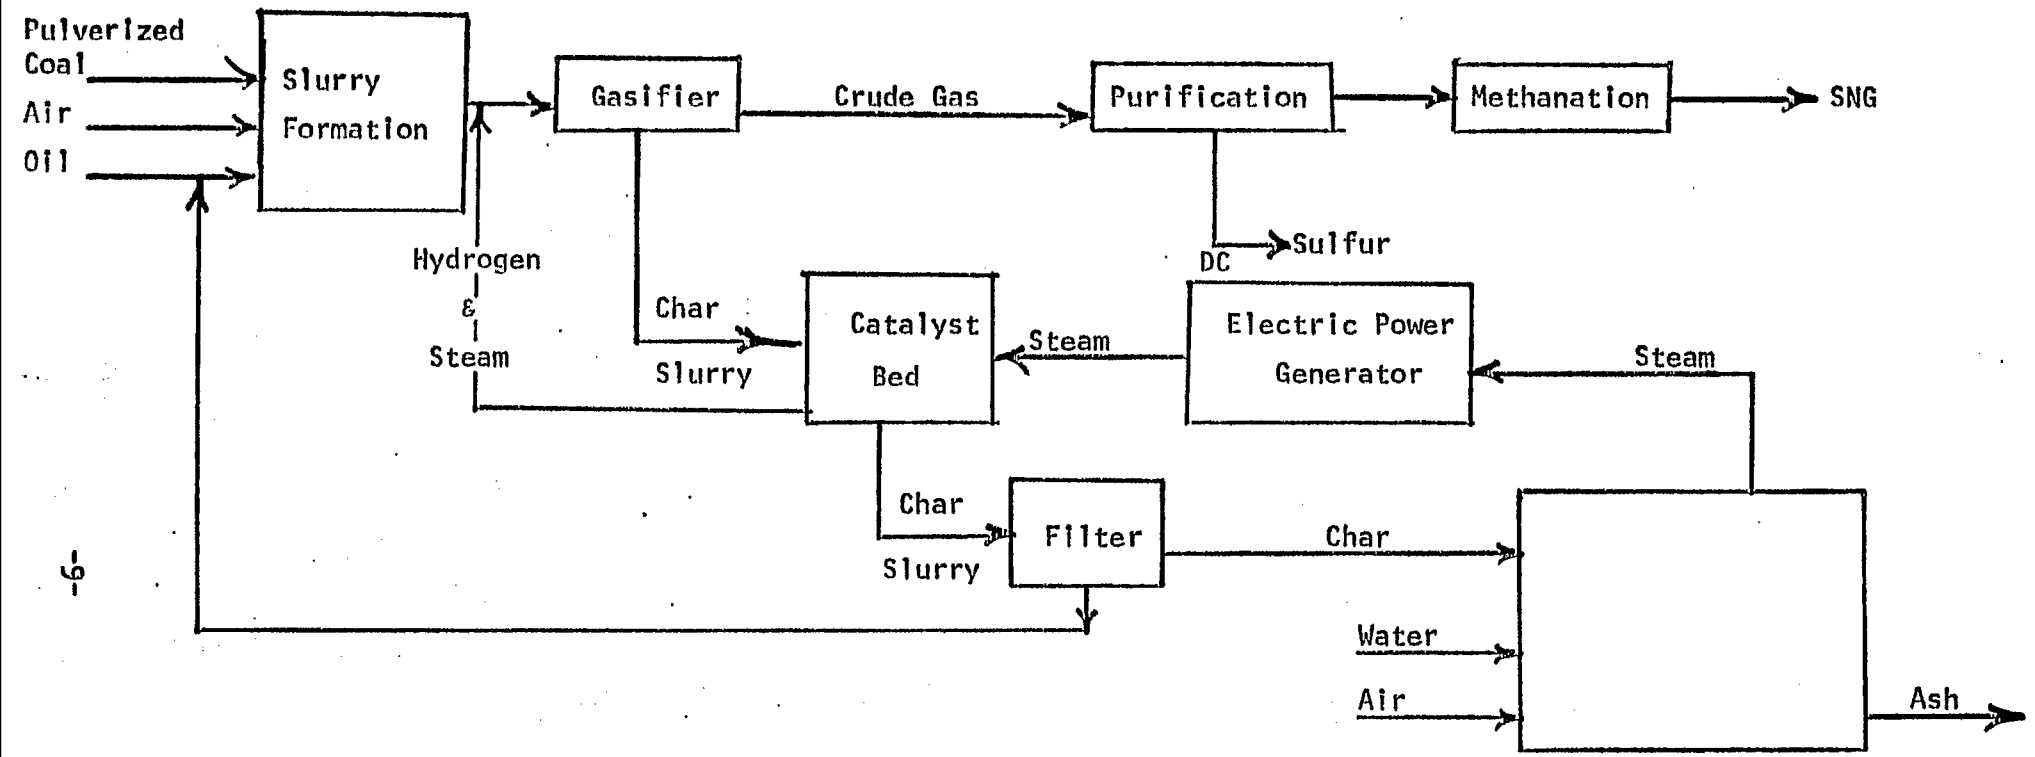 Pulverized
Coal
Air
Oil
Slurry
Formation
Gasifier
Crude Gas
Purification
Methanation
SNG
Sulfur
DC
Hydrogen
&
Steam
Char
Slurry
Catalyst
Bed
Steam
Electric Power
Generator
Steam
Char
Slurry
Filter
Char
Water
Air
Ash
-6-